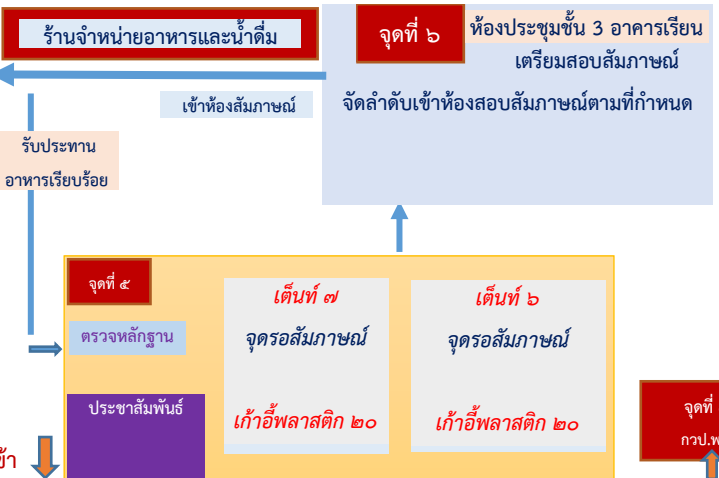 ร้านจำหน่ายอาหารและน้ำดื่ม
จุดที่ ๖
ห้องประชุมชั้น 3 อาคารเรียน
เตรียมสอบสัมภาษณ์
จัดลำดับเข้าห้องสอบสัมภาษณ์ตามที่กำหนด
เข้าห้องสัมภาษณ์
รับประทาน
อาหารเรียบร้อย
จุดที่ ๕
ตรวจหลักฐาน
ประชาสัมพันธ์
เต็นท์ ๗
จุดรอสัมภาษณ์
เก้าอี้พลาสติก ๒๐
เต็นท์ ๖
จุดรอสัมภาษณ์
เก้าอี้พลาสติก ๒๐
จุดที่
กวป.พ